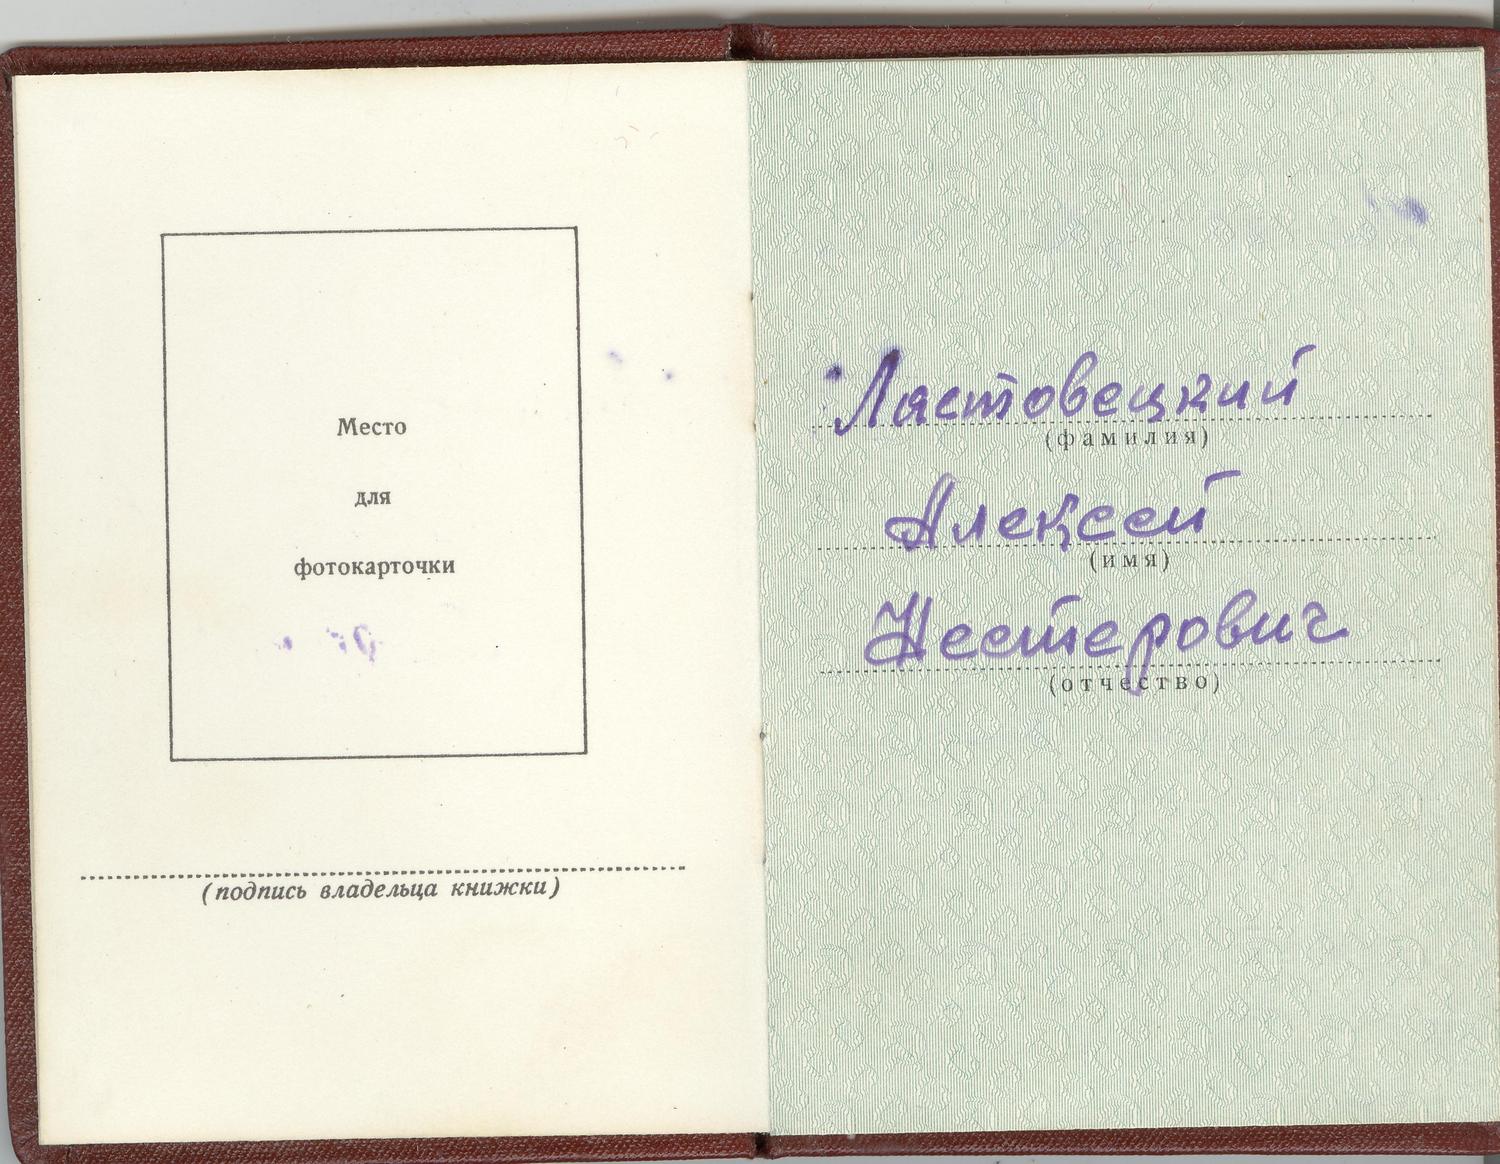 Место
для
фотокарточки
(подпись владельца книжки)
Ластовецкий
(фамилия)
Алексей
(имя)
Нестерович
(отчество)